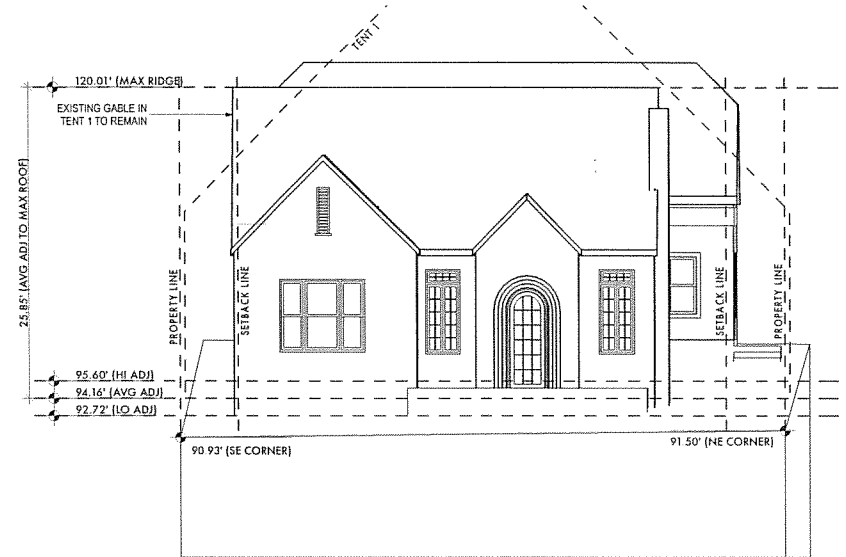 TENT 1
120.01' (MAX RIDGE)
EXISTING GABLE IN
TENT 1 TO REMAIN
25.85' (AVG ADJ TO MAX ROOF)
PROPERTY LINE
SETBACK LINE
SETBACK LINE
PROPERTY LINE
95.60' (HI ADJ)
94.16' (AVG ADJ)
92.72' (LO ADJ)
90.93' (SE CORNER)
91.50' (NE CORNER)